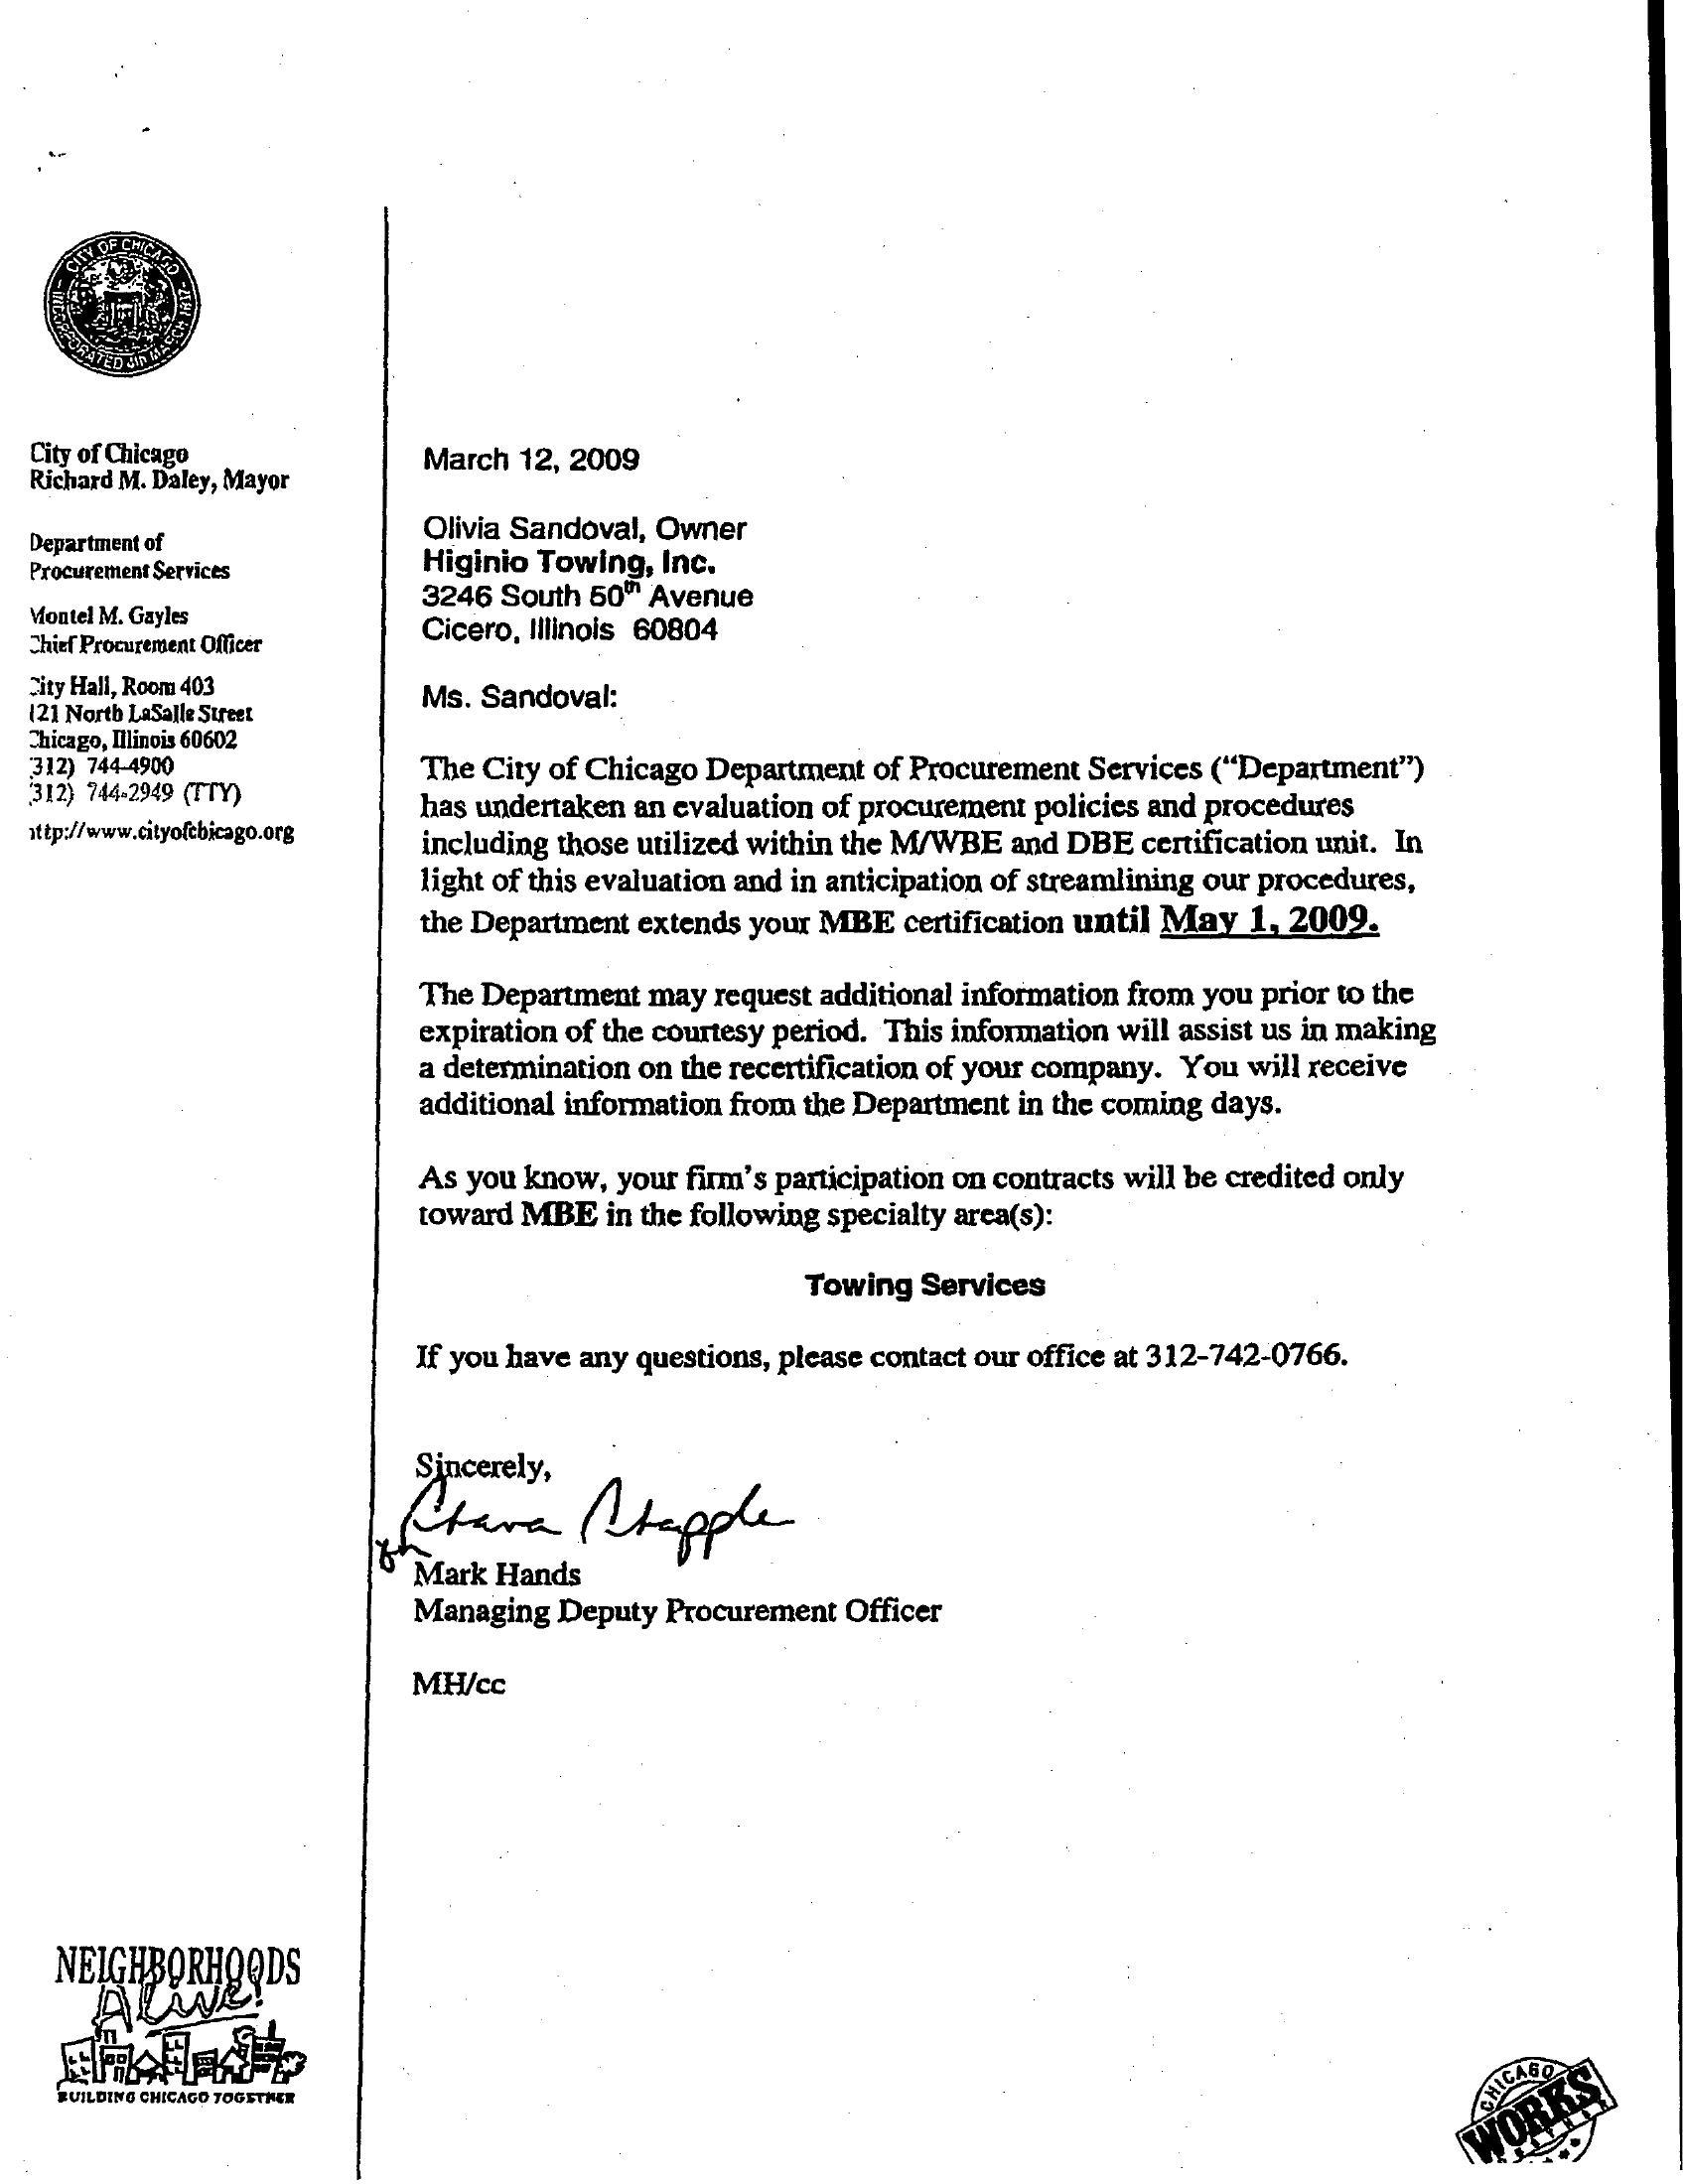 CITY OF CHICAGO
INCORPORATED 4th MARCH 1837
City of Chicago
Richard M. Daley, Mayor
Department of
Procurement Services
Montel M. Gayles
Chief Procurement Officer
City Hall, Room 403
121 North LaSalle Street
Chicago, Illinois 60602
(312) 744-4900
(312) 744-2949 (TTY)
http://www.cityofchicago.org
March 12, 2009
Olivia Sandoval, Owner
Higinio Towing, Inc.
3246 South 50th Avenue
Cicero, Illinois 60804
Ms. Sandoval:
The City of Chicago Department of Procurement Services (“Department”)
has undertaken an evaluation of procurement policies and procedures
including those utilized within the M/WBE and DBE certification unit. In
light of this evaluation and in anticipation of streamlining our procedures,
the Department extends your MBE certification until May 1, 2009.
The Department may request additional information from you prior to the
expiration of the courtesy period. This information will assist us in making
a determination on the recertification of your company. You will receive
additional information from the Department in the coming days.
As you know, your firm's participation on contracts will be credited only
toward MBE in the following specialty area(s):
Towing Services
If you have any questions, please contact our office at 312-742-0766.
Sincerely,
Mark Hands
Managing Deputy Procurement Officer
MH/cc
NEIGHBORHOODS
Alive!
BUILDING CHICAGO TOGETHER
CHICAGO
WORKS